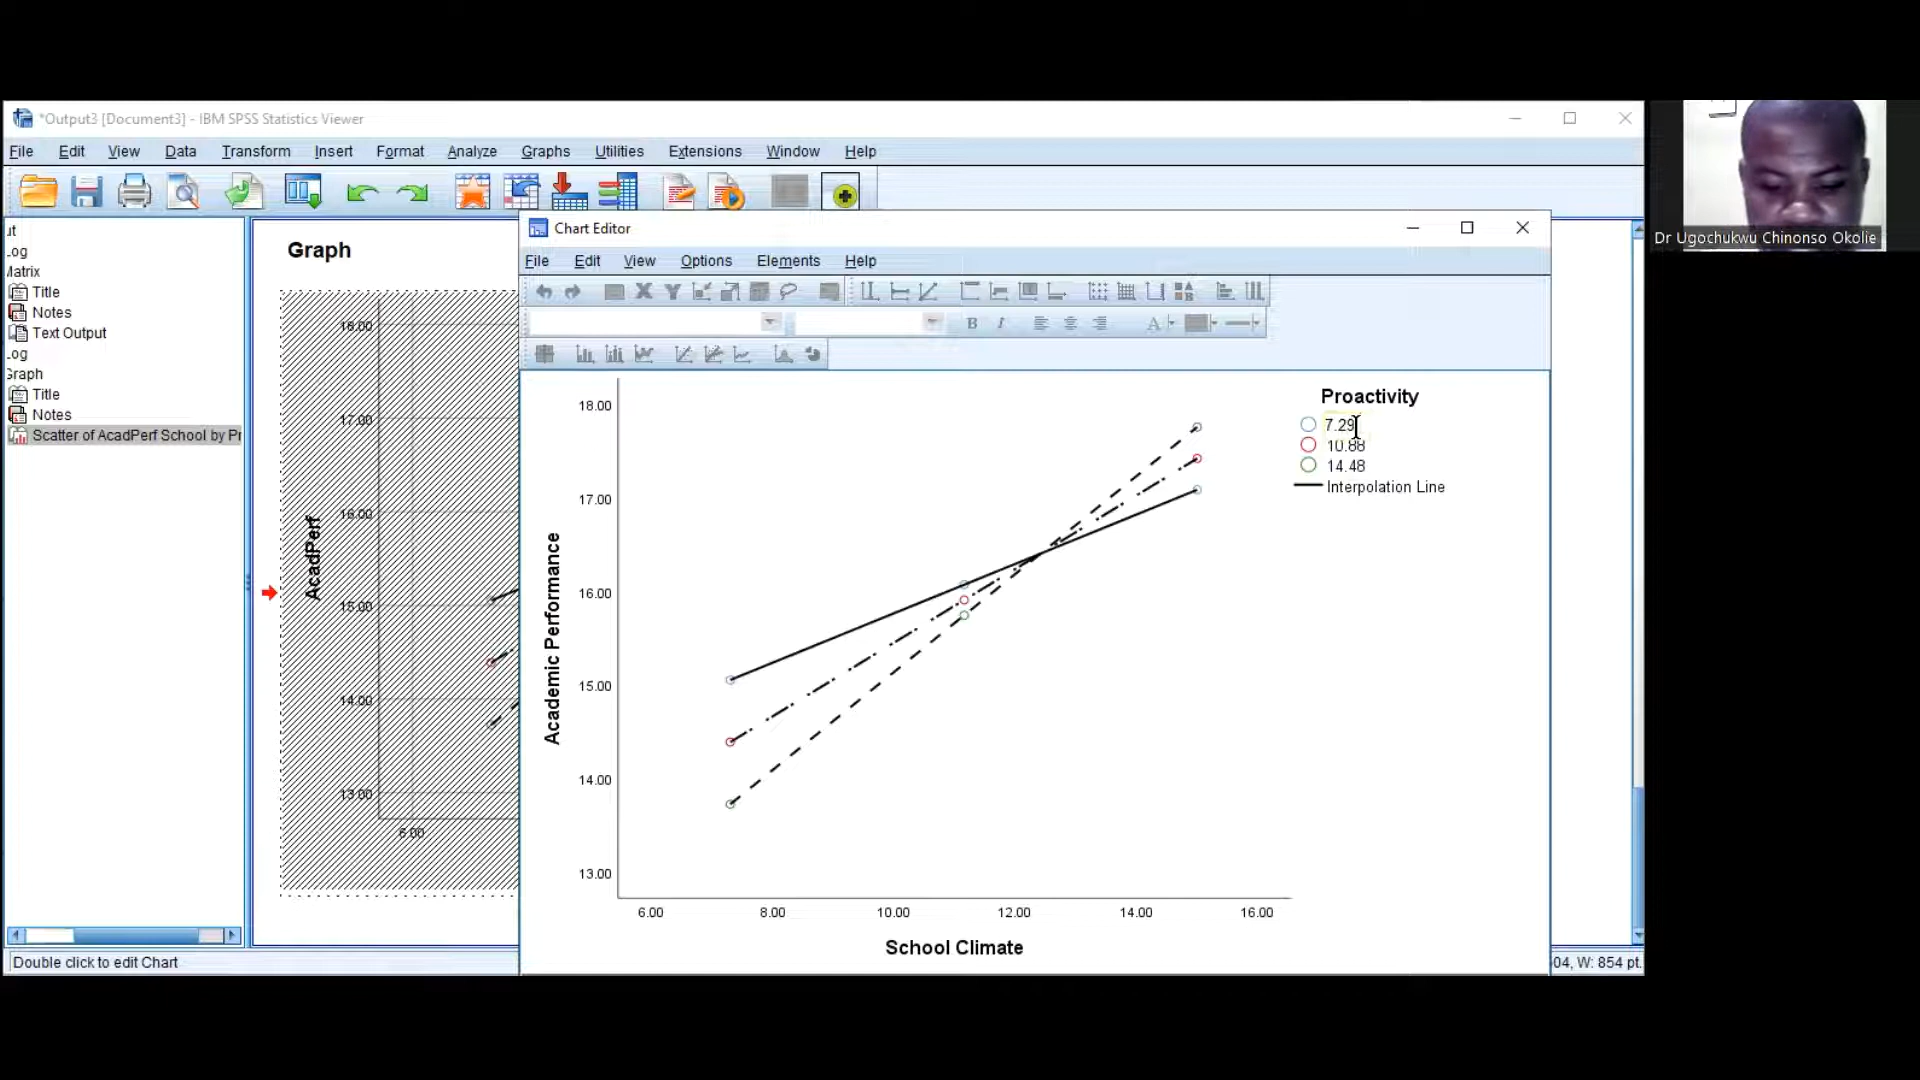 *Output3 [Document3] - IBM SPSS Statistics Viewer
File Edit View Data Transform Insert Format Analyze Graphs Utilities Extensions Window Help
Log
Matrix
Title
Notes
Text Output
Log
Graph
Title
Notes
Scatter of AcadPerf School by Pr
Graph
AcadPerf
18.00
17.00
16.00
15.00
14.00
13.00
6.00
Chart Editor
File Edit View Options Elements Help
B I A
Academic Performance
18.00
17.00
16.00
15.00
14.00
13.00
6.00 8.00 10.00 12.00 14.00 16.00
School Climate
Proactivity
7.29
10.88
14.48
Interpolation Line
Double click to edit Chart
04, W: 854 pt.
Dr Ugochukwu Chinonso Okolie